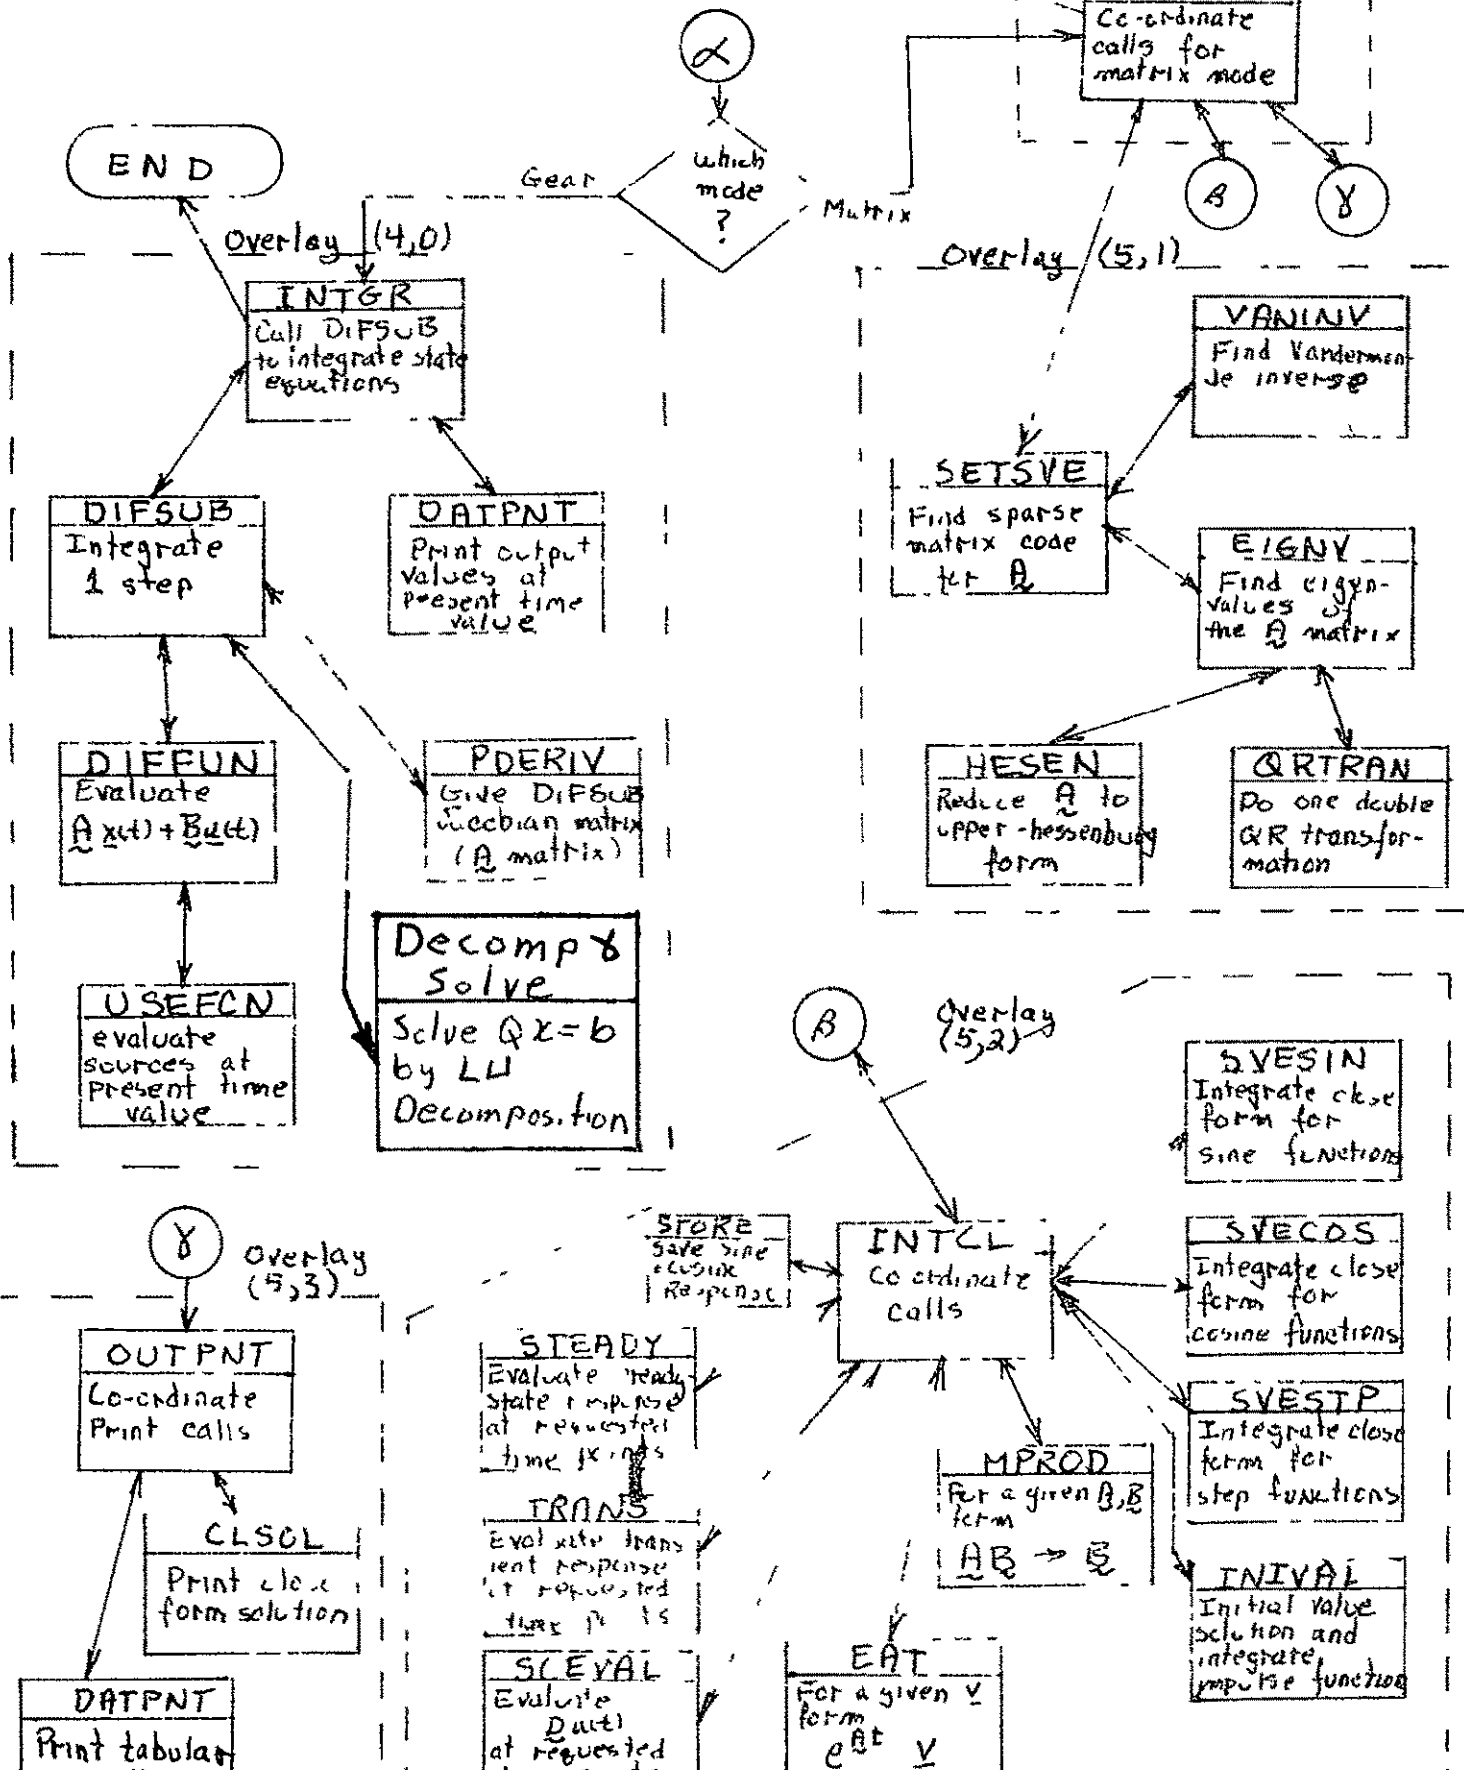 α
Co-ordinate
calls for
matrix mode
which
mode
?
Gear
Matrix
END
β
γ
Overlay (4,0)
INTGR
Call DIFSUB
to integrate state
equations
DIFSUB
Integrate
1 step
DATPNT
Print output
values at
present time
value
DIFFUN
Evaluate
A x(t) + B u(t)
PDERIV
Give DIFSUB
Jacobian matrix
(A matrix)
USEFCN
evaluate
sources at
present time
value
Decomp &
Solve
Solve Qx=b
by LU
Decomposition
Overlay (5,1)
VANINV
Find Vandermon-
de inverse
SETSVE
Find sparse
matrix code
for A
EIGNV
Find eigen-
values of
the A matrix
HESEN
Reduce A to
upper-hessenburg
form
QRTRAN
Do one double
QR transfor-
mation
β
Overlay
(5,2)
SVESIN
Integrate close
form for
sine functions
STORE
Save sine
&cosine
Response
INTCL
Co ordinate
calls
SVECOS
Integrate close
form for
cosine functions
STEADY
Evaluate steady
state response
at requested
time points
SVESTP
Integrate close
form for
step functions
MPROD
For a given A,B
form
A B → B
TRANS
Evaluate trans
ient response
at requested
time
INIVAL
Initial value
solution and
integrate
impulse function
SCEVAL
Evaluate
D u(t)
at requested
EAT
For a given v
form
e^At v
γ
Overlay
(5,3)
OUTPNT
Co-ordinate
Print calls
CLSOL
Print close
form solution
DATPNT
Print tabular